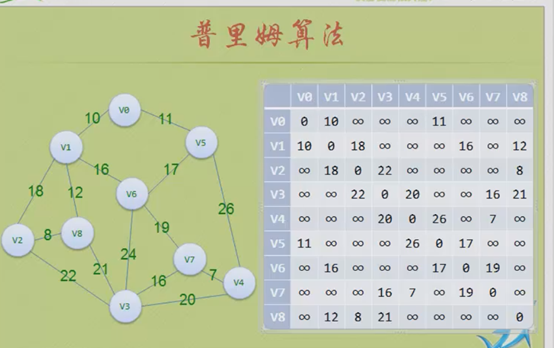 普里姆算法
V0
10
11
V1
V5
16
17
18
12
V6
26
V2
8
V8
19
24
21
V7
22
16
7
V4
20
V3
V0 V1 V2 V3 V4 V5 V6 V7 V8
V0 0 10 ∞ ∞ ∞ 11 ∞ ∞ ∞
V1 10 0 18 ∞ ∞ ∞ 16 ∞ 12
V2 ∞ 18 0 22 ∞ ∞ ∞ ∞ 8
V3 ∞ ∞ 22 0 20 ∞ ∞ 16 21
V4 ∞ ∞ ∞ 20 0 26 ∞ 7 ∞
V5 11 ∞ ∞ ∞ 26 0 17 ∞ ∞
V6 ∞ 16 ∞ ∞ ∞ 17 0 19 ∞
V7 ∞ ∞ ∞ 16 7 ∞ 19 0 ∞
V8 ∞ 12 8 21 ∞ ∞ ∞ ∞ 0